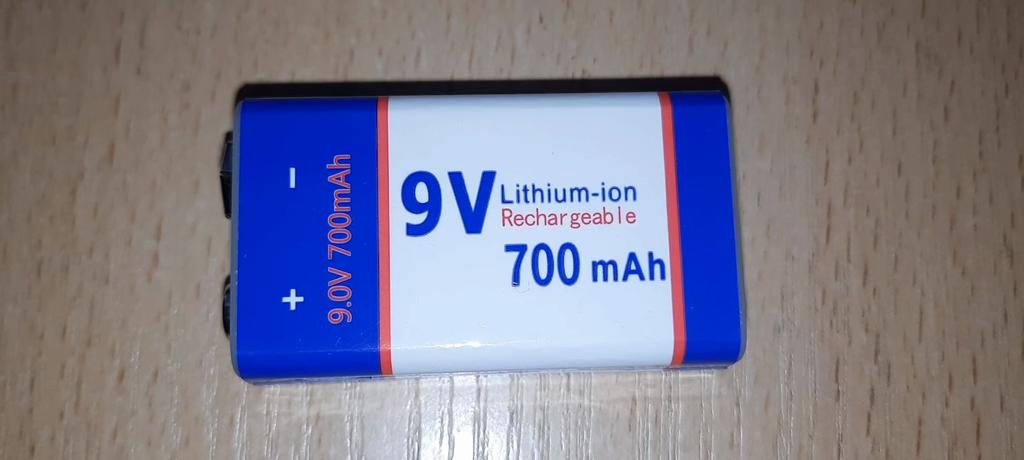 -
+
9.0V 700mAh
9V
Lithium-ion
Rechargeable
700 mAh